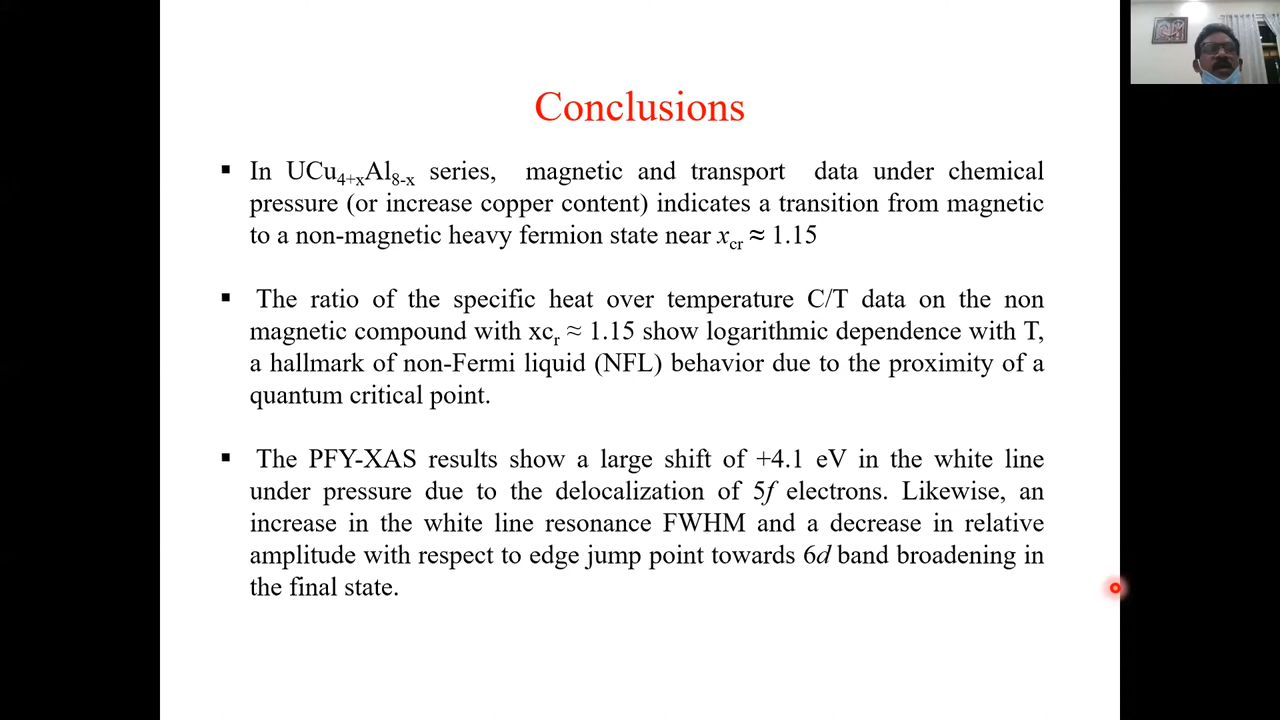 Conclusions
▪ In UCu4+xAl8-x series, magnetic and transport data under chemical
pressure (or increase copper content) indicates a transition from magnetic
to a non-magnetic heavy fermion state near xcr ≈ 1.15
▪ The ratio of the specific heat over temperature C/T data on the non
magnetic compound with xcr ≈ 1.15 show logarithmic dependence with T,
a hallmark of non-Fermi liquid (NFL) behavior due to the proximity of a
quantum critical point.
▪ The PFY-XAS results show a large shift of +4.1 eV in the white line
under pressure due to the delocalization of 5f electrons. Likewise, an
increase in the white line resonance FWHM and a decrease in relative
amplitude with respect to edge jump point towards 6d band broadening in
the final state.